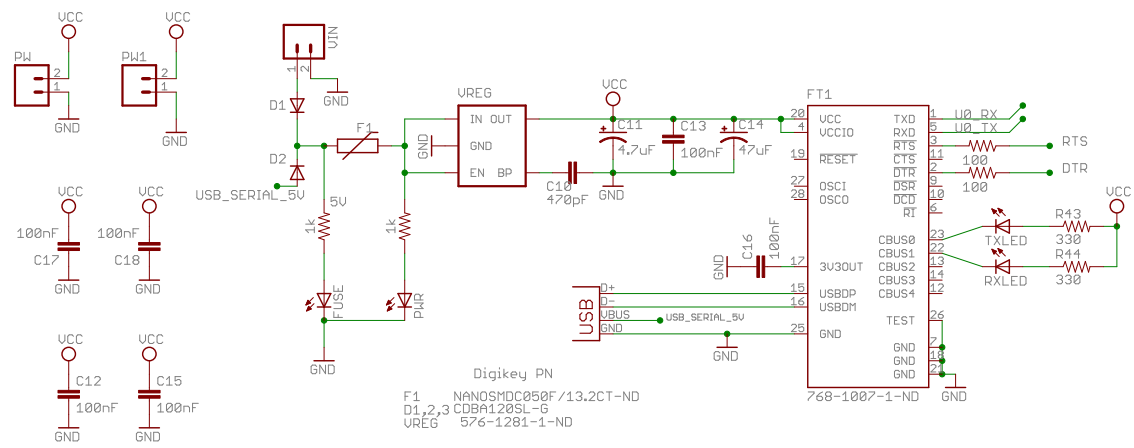 VCC
PW
2
1
GND
VCC
PW1
2
1
GND
VIN
1
2
GND
D1
D2
USB_SERIAL_5V
F1
5V
1k
1k
FUSE
PWR
GND
VREG
IN OUT
GND
EN BP
GND
C10
470pF
VCC
C11
4.7uF
C13
100nF
C14
47uF
GND
VCC
100nF
C17
GND
VCC
100nF
C18
GND
VCC
C12
100nF
GND
VCC
C15
100nF
GND
FT1
20 VCC TXD 1 U0_RX
4 VCCIO RXD 5 U0_TX
RTS 3 100 RTS
19 RESET CTS 11
DTR 2 100 DTR
27 OSCI DSR 9
28 OSCO DCD 10
RI 6
CBUS0 23
CBUS1 22
17 3V3OUT CBUS2 13
CBUS3 14
15 USBDP CBUS4 12
16 USBDM
TEST 26
25 GND
GND 7
GND 18
GND 21
GND
768-1007-1-ND
VCC
TXLED
R43
330
RXLED
R44
330
GND
C16
100nF
USB
D+
D-
VBUS
GND
USB_SERIAL_5V
GND
Digikey PN
F1 NANOSMDC050F/13.2CT-ND
D1,2,3 CDBA120SL-G
VREG 576-1281-1-ND